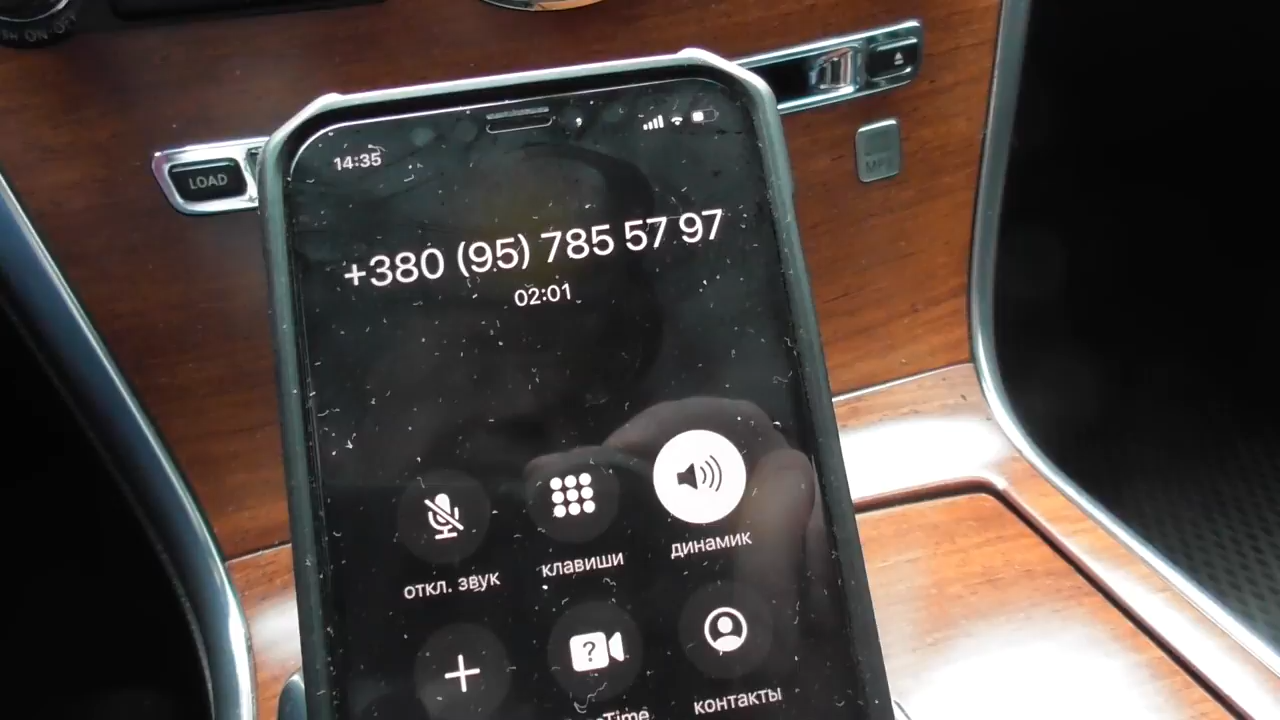 14:35
LOAD
+380 (95) 785 57 97
02:01
откл. звук
клавиши
динамик
контакты